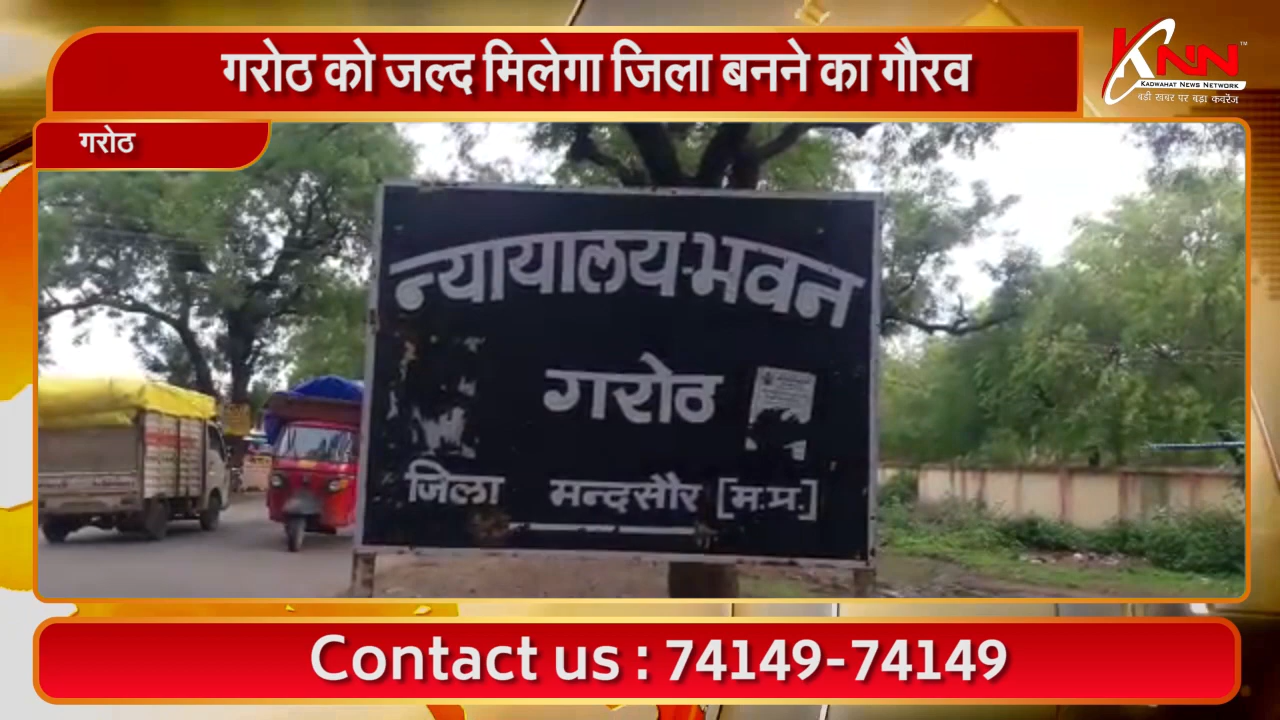 गरोठ को जल्द मिलेगा जिला बनने का गौरव
KNN
TM
KADWAHAT NEWS NETWORK
बड़ी खबर पर बड़ा कवरेज
गरोठ
न्यायालय-भवन
गरोठ
जिला मन्दसौर [म.प्र.]
Contact us : 74149-74149